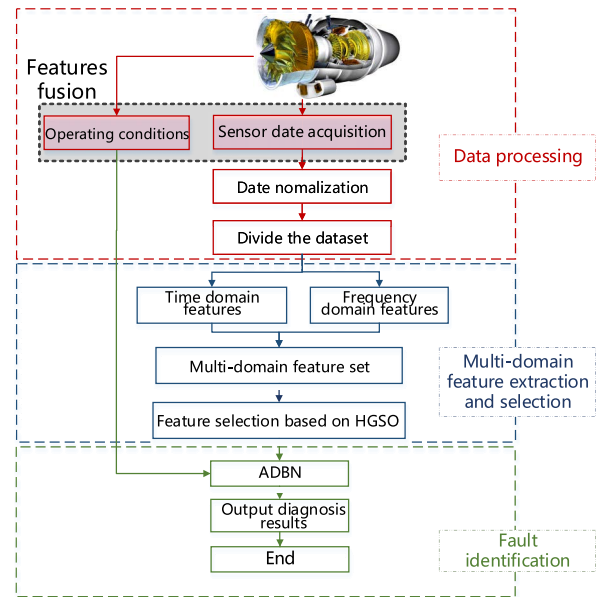 Features
fusion
Operating conditions
Sensor date acquisition
Data processing
Date nomalization
Divide the dataset
Time domain
features
Frequency
domain features
Multi-domain feature set
Multi-domain
feature extraction
and selection
Feature selection based on HGSO
ADBN
Output diagnosis
results
Fault
identification
End